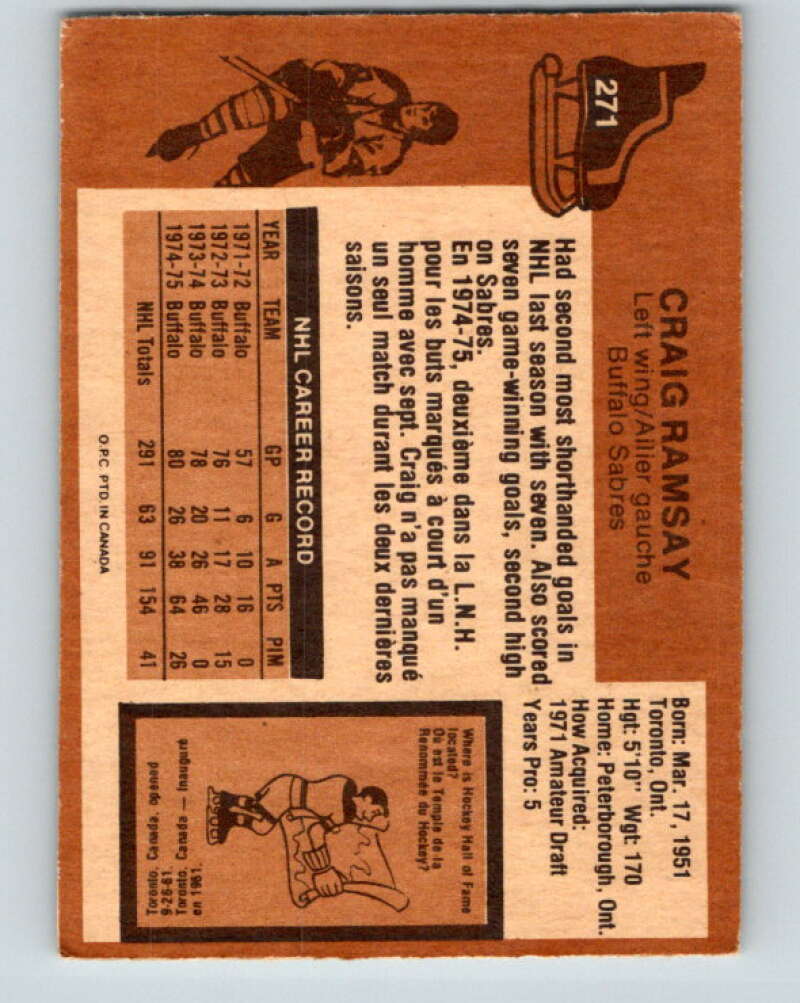 271
CRAIG RAMSAY
Left wing/Ailier gauche
Buffalo Sabres
Born: Mar. 17, 1951
Toronto, Ont.
Hgt: 5'10" Wgt: 170
Home: Peterborough, Ont.
How Acquired:
1971 Amateur Draft
Years Pro: 5
Had second most shorthanded goals in
NHL last season with seven. Also scored
seven game-winning goals, second high
on Sabres.
En 1974-75, deuxième dans la L.N.H.
pour les buts marqués à court d'un
homme avec sept. Craig n'a pas manqué
un seul match durant les deux dernières
saisons.
NHL CAREER RECORD
YEAR TEAM GP G A PTS PIM
1971-72 Buffalo 57 6 10 16 0
1972-73 Buffalo 76 11 17 28 15
1973-74 Buffalo 78 20 26 46 0
1974-75 Buffalo 80 26 38 64 26
NHL Totals 291 63 91 154 41
O.P.C. PTD. IN CANADA
Where is Hockey Hall of Fame
located?
Où est le Temple de la
Renommée du Hockey?
Toronto, Canada, opened
8-26-61.
Toronto, Canada — inauguré
en 1961